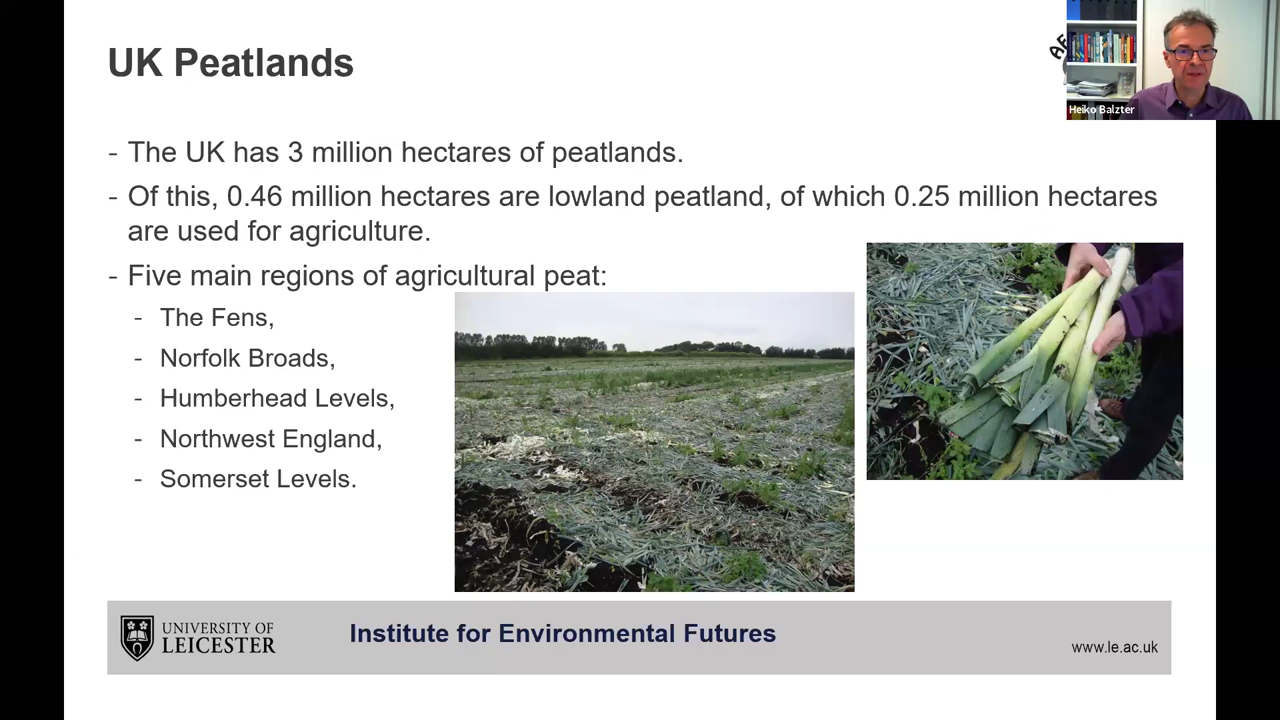 UK Peatlands
AF
Heiko Balzter
- The UK has 3 million hectares of peatlands.
- Of this, 0.46 million hectares are lowland peatland, of which 0.25 million hectares
are used for agriculture.
- Five main regions of agricultural peat:
- The Fens,
- Norfolk Broads,
- Humberhead Levels,
- Northwest England,
- Somerset Levels.
UNIVERSITY OF
LEICESTER
Institute for Environmental Futures
www.le.ac.uk